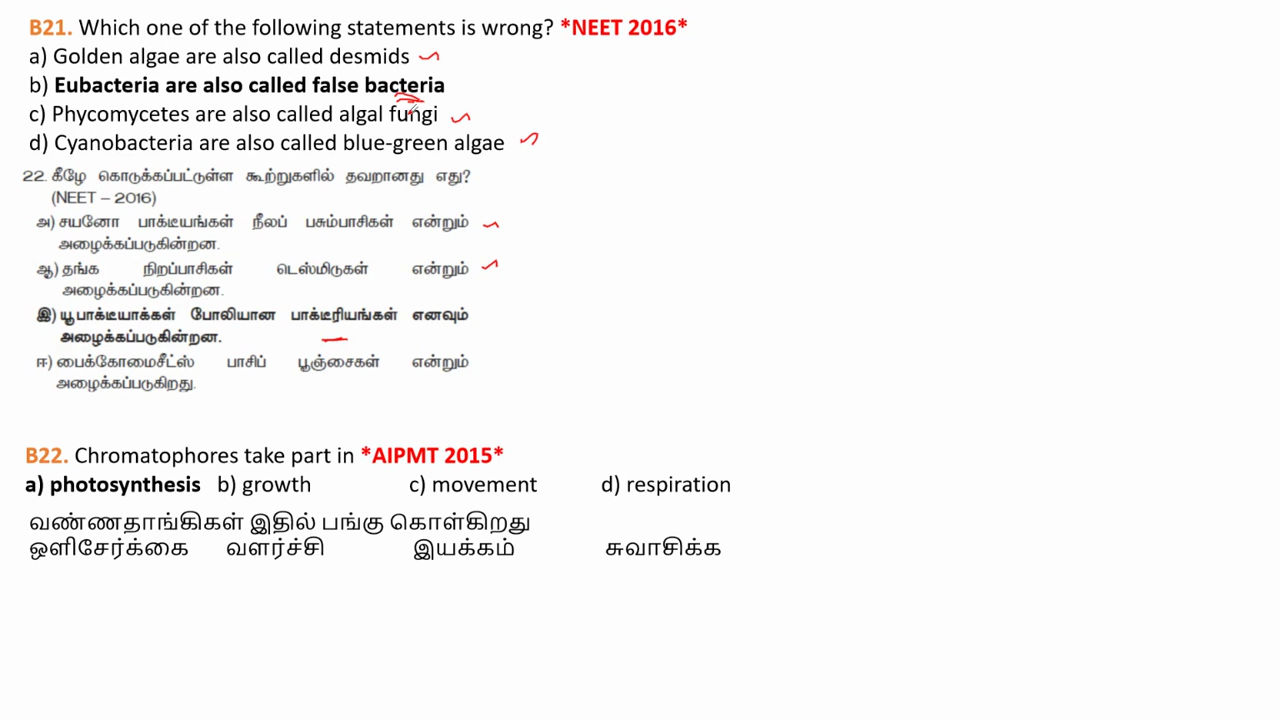 B21. Which one of the following statements is wrong? *NEET 2016*
a) Golden algae are also called desmids
b) Eubacteria are also called false bacteria
c) Phycomycetes are also called algal fungi
d) Cyanobacteria are also called blue-green algae
22. கீழே கொடுக்கப்பட்டுள்ள கூற்றுகளில் தவறானது எது?
(NEET – 2016)
அ) சயனோ பாக்டீயங்கள் நீலப் பசும்பாசிகள் என்றும்
அழைக்கப்படுகின்றன.
ஆ) தங்க நிறப்பாசிகள் டெஸ்மிடுகள் என்றும்
அழைக்கப்படுகின்றன.
இ) யூபாக்டீயாக்கள் போலியான பாக்டீரியங்கள் எனவும்
அழைக்கப்படுகின்றன.
ஈ) பைக்கோமைசீட்ஸ் பாசிப் பூஞ்சைகள் என்றும்
அழைக்கப்படுகிறது.
B22. Chromatophores take part in *AIPMT 2015*
a) photosynthesis b) growth c) movement d) respiration
வண்ணதாங்கிகள் இதில் பங்கு கொள்கிறது
ஒளிசேர்க்கை வளர்ச்சி இயக்கம் சுவாசிக்க